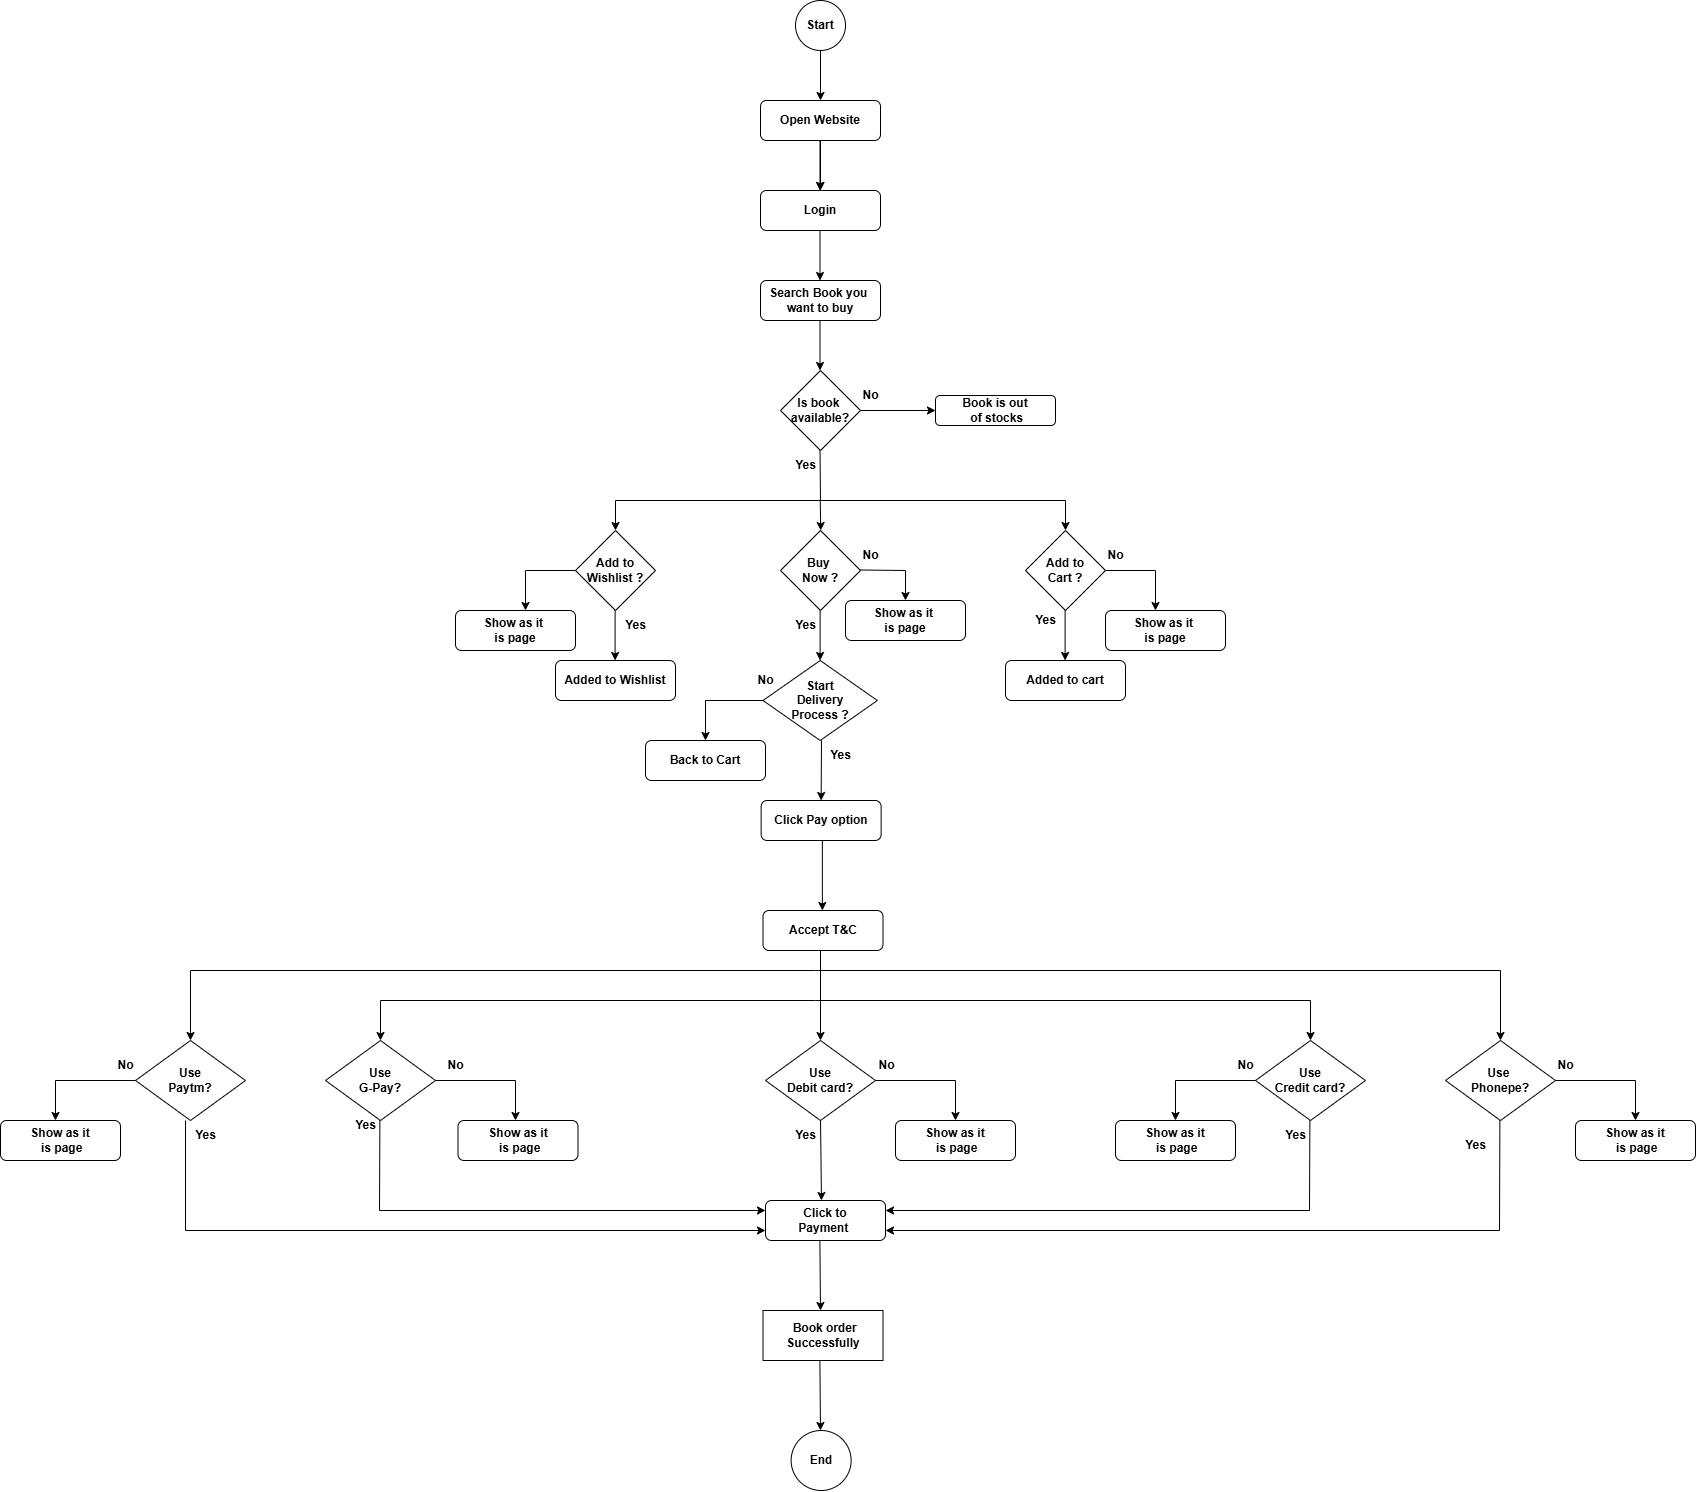 Start
Open Website
Login
Search Book you
want to buy
Is book
available?
No
Book is out
of stocks
Yes
Add to
Wishlist ?
Buy
Now ?
No
Add to
Cart ?
No
Show as it
is page
Yes
Yes
Show as it
is page
Yes
Show as it
is page
Added to Wishlist
No
Start
Delivery
Process ?
Added to cart
Back to Cart
Yes
Click Pay option
Accept T&C
No
Use
Paytm?
Use
G-Pay?
No
Use
Debit card?
No
No
Use
Credit card?
Use
Phonepe?
No
Show as it
is page
Yes
Yes
Show as it
is page
Yes
Show as it
is page
Show as it
is page
Yes
Yes
Show as it
is page
Click to
Payment
Book order
Successfully
End